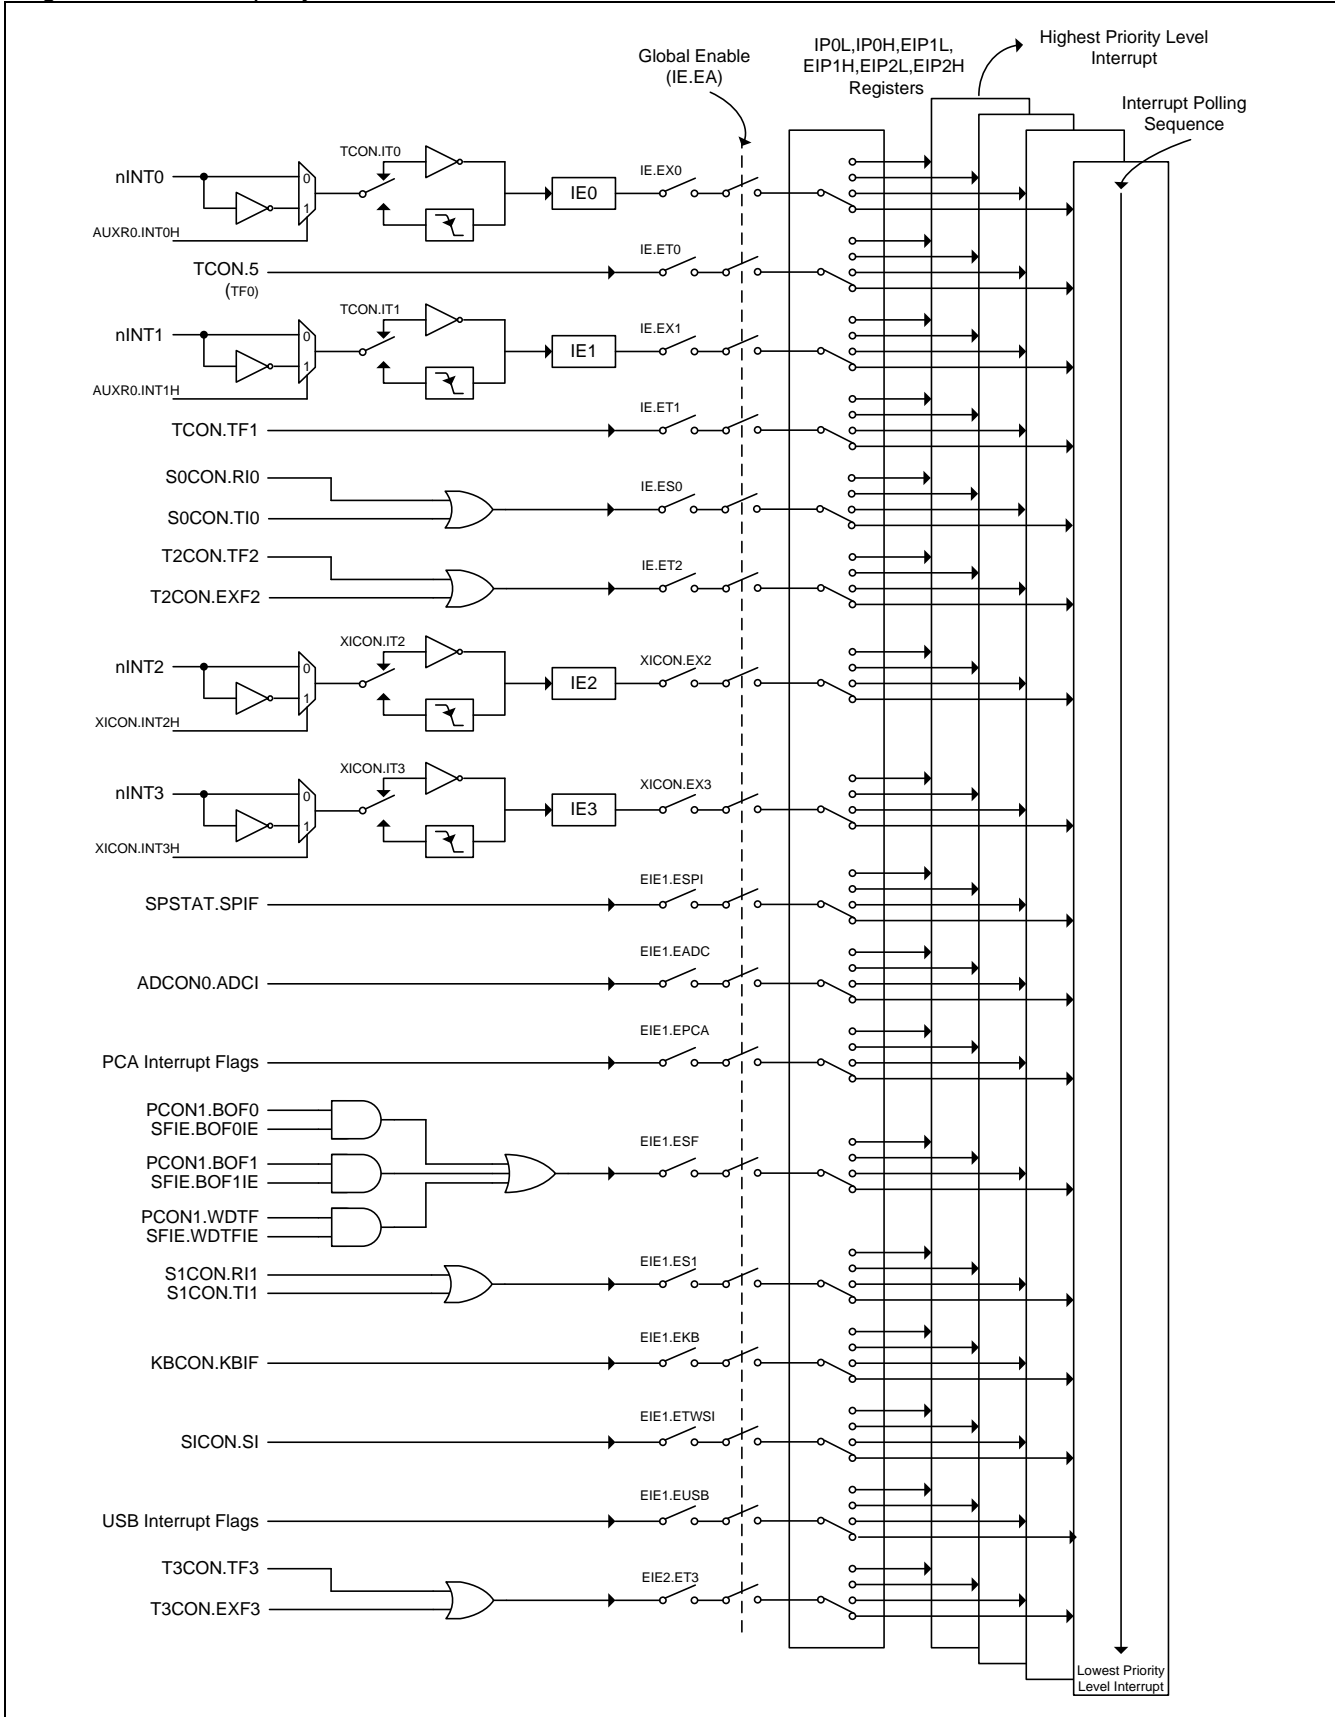 Global Enable
(IE.EA)
IP0L,IP0H,EIP1L,
EIP1H,EIP2L,EIP2H
Registers
Highest Priority Level
Interrupt
Interrupt Polling
Sequence
nINT0
0
1
AUXR0.INT0H
TCON.IT0
IE0
IE.EX0
TCON.5
(TF0)
IE.ET0
nINT1
0
1
AUXR0.INT1H
TCON.IT1
IE1
IE.EX1
TCON.TF1
IE.ET1
S0CON.RI0
S0CON.TI0
IE.ES0
T2CON.TF2
T2CON.EXF2
IE.ET2
nINT2
0
1
XICON.INT2H
XICON.IT2
IE2
XICON.EX2
nINT3
0
1
XICON.INT3H
XICON.IT3
IE3
XICON.EX3
SPSTAT.SPIF
EIE1.ESPI
ADCON0.ADCI
EIE1.EADC
PCA Interrupt Flags
EIE1.EPCA
PCON1.BOF0
SFIE.BOF0IE
PCON1.BOF1
SFIE.BOF1IE
PCON1.WDTF
SFIE.WDTFIE
EIE1.ESF
S1CON.RI1
S1CON.TI1
EIE1.ES1
KBCON.KBIF
EIE1.EKB
SICON.SI
EIE1.ETWSI
USB Interrupt Flags
EIE1.EUSB
T3CON.TF3
T3CON.EXF3
EIE2.ET3
Lowest Priority
Level Interrupt